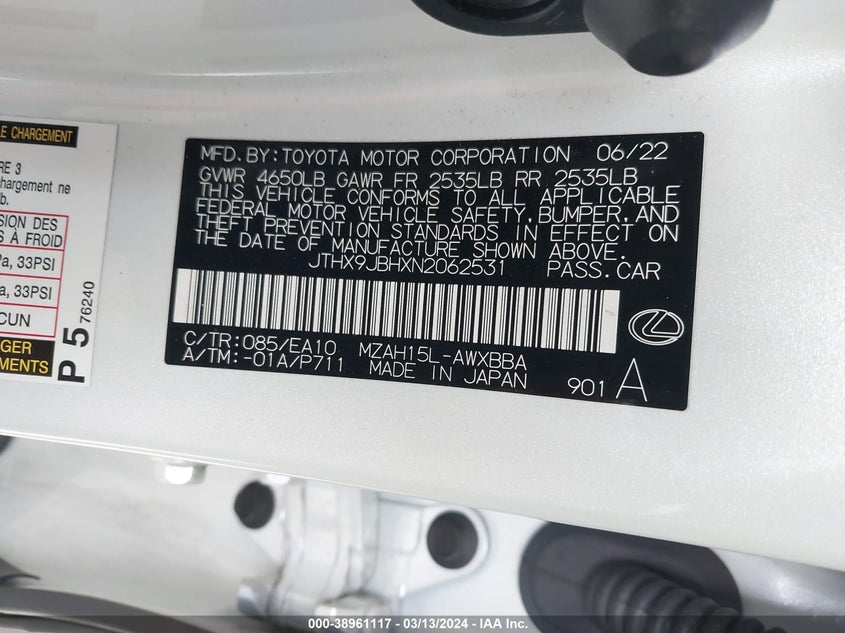 E CHARGEMENT
RE 3
chargement ne
lb.
SION DES
S À FROID
Pa, 33PSI
a, 33PSI
CUN
GER
EMENTS
P 5 76240
MFD. BY: TOYOTA MOTOR CORPORATION 06/22
GVWR 4650LB GAWR FR 2535LB RR 2535LB
THIS VEHICLE CONFORMS TO ALL APPLICABLE
FEDERAL MOTOR VEHICLE SAFETY, BUMPER, AND
THEFT PREVENTION STANDARDS IN EFFECT ON
THE DATE OF MANUFACTURE SHOWN ABOVE.
JTHX9JBHXN2062531 PASS.CAR
C/TR: 085/EA10 MZAH15L-AWXBBA
A/TM: -01A/P711 MADE IN JAPAN 901 A
000-38961117 - 03/13/2024 - IAA Inc.